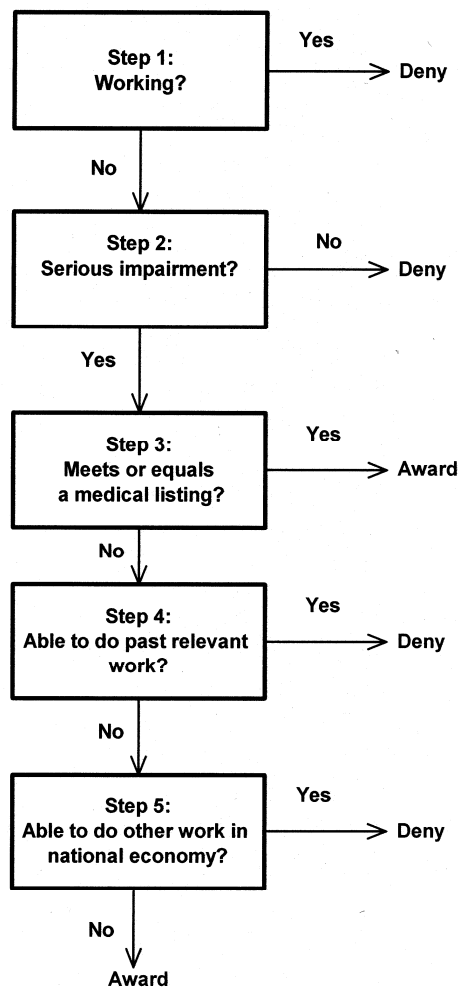 Step 1:
Working?
Yes
Deny
No
Step 2:
Serious impairment?
No
Deny
Yes
Step 3:
Meets or equals
a medical listing?
Yes
Award
No
Step 4:
Able to do past relevant
work?
Yes
Deny
No
Step 5:
Able to do other work in
national economy?
Yes
Deny
No
Award